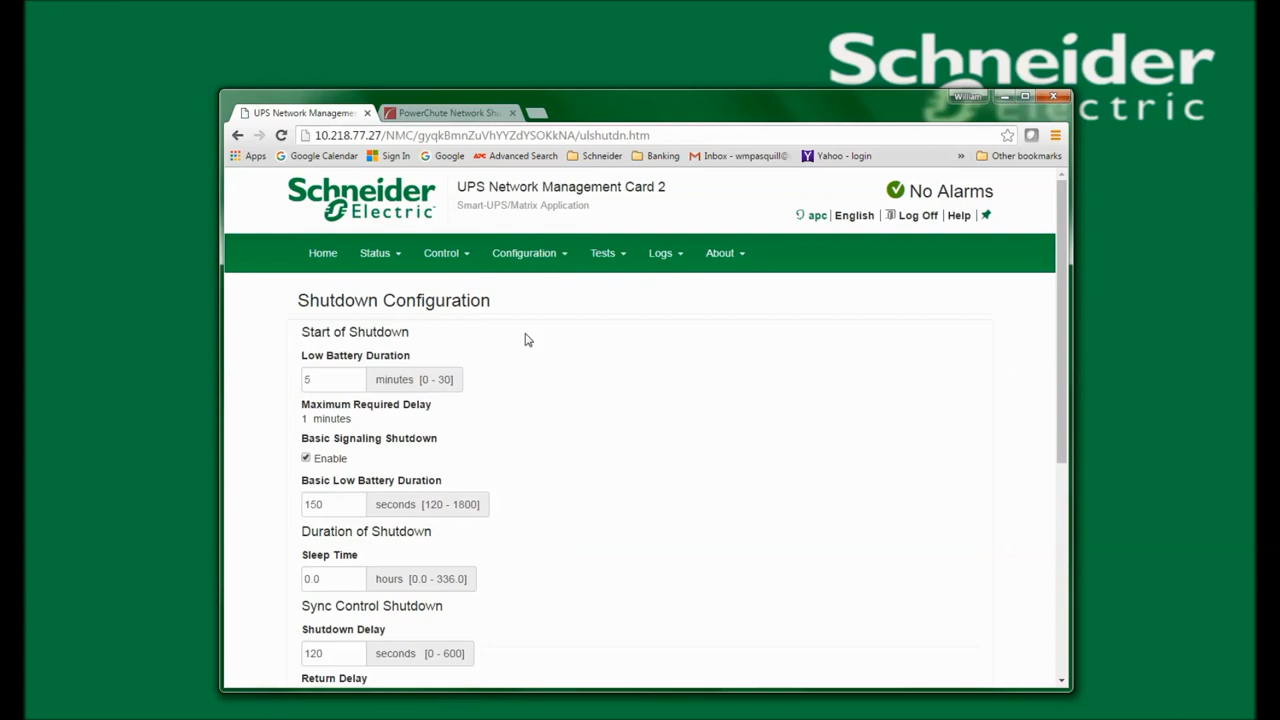 Schneider
Electric
William
UPS Network Manageme
PowerChute Network Shu
10.218.77.27/NMC/gyqkBmnZuVhYYZdYSOKkNA/ulshutdn.htm
Apps Google Calendar Sign In Google APC Advanced Search Schneider Banking Inbox - wmpasquill@ Yahoo - login » Other bookmarks
Schneider
Electric
UPS Network Management Card 2
Smart-UPS/Matrix Application
No Alarms
apc | English | Log Off | Help |
Home Status Control Configuration Tests Logs About
Shutdown Configuration
Start of Shutdown
Low Battery Duration
5 minutes [0 - 30]
Maximum Required Delay
1 minutes
Basic Signaling Shutdown
Enable
Basic Low Battery Duration
150 seconds [120 - 1800]
Duration of Shutdown
Sleep Time
0.0 hours [0.0 - 336.0]
Sync Control Shutdown
Shutdown Delay
120 seconds [0 - 600]
Return Delay